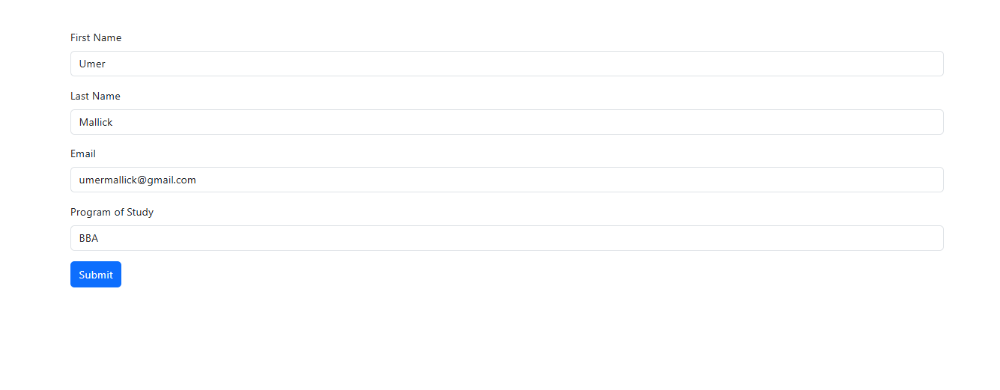 First Name
Umer
Last Name
Mallick
Email
umermallick@gmail.com
Program of Study
BBA
Submit